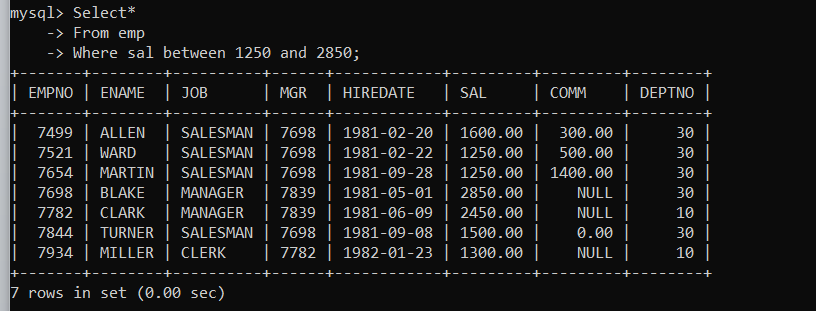 mysql> Select*
    -> From emp
    -> Where sal between 1250 and 2850;
+-------+--------+----------+------+------------+---------+---------+--------+
| EMPNO | ENAME  | JOB      | MGR  | HIREDATE   | SAL     | COMM    | DEPTNO |
+-------+--------+----------+------+------------+---------+---------+--------+
|  7499 | ALLEN  | SALESMAN | 7698 | 1981-02-20 | 1600.00 |  300.00 |     30 |
|  7521 | WARD   | SALESMAN | 7698 | 1981-02-22 | 1250.00 |  500.00 |     30 |
|  7654 | MARTIN | SALESMAN | 7698 | 1981-09-28 | 1250.00 | 1400.00 |     30 |
|  7698 | BLAKE  | MANAGER  | 7839 | 1981-05-01 | 2850.00 |    NULL |     30 |
|  7782 | CLARK  | MANAGER  | 7839 | 1981-06-09 | 2450.00 |    NULL |     10 |
|  7844 | TURNER | SALESMAN | 7698 | 1981-09-08 | 1500.00 |    0.00 |     30 |
|  7934 | MILLER | CLERK    | 7782 | 1982-01-23 | 1300.00 |    NULL |     10 |
+-------+--------+----------+------+------------+---------+---------+--------+
7 rows in set (0.00 sec)